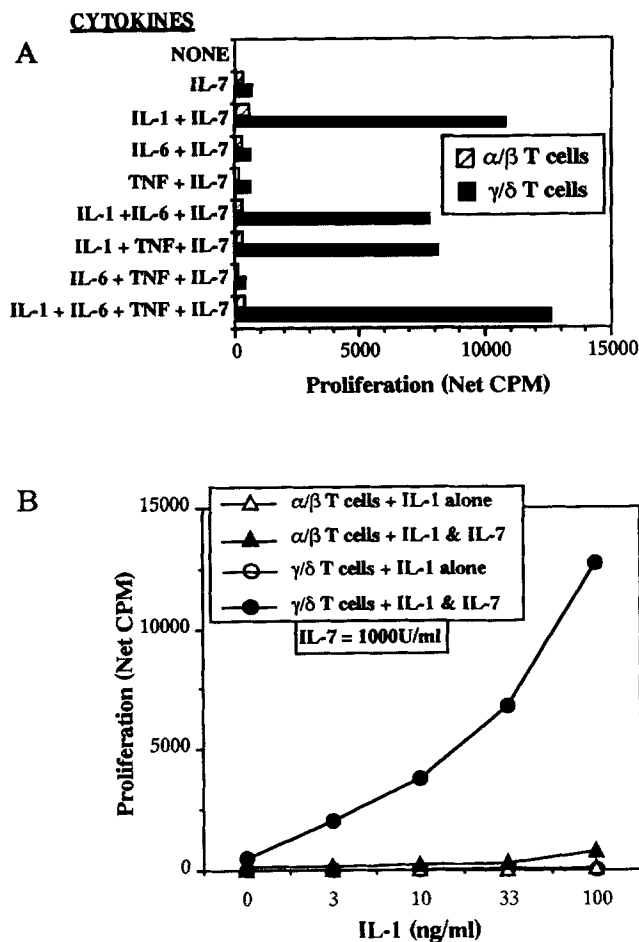 CYTOKINES
A
NONE
IL-7
IL-1 + IL-7
IL-6 + IL-7
TNF + IL-7
IL-1 +IL-6 + IL-7
IL-1 + TNF+ IL-7
IL-6 + TNF + IL-7
IL-1 + IL-6 + TNF + IL-7
α/β T cells
γ/δ T cells
0
5000
10000
15000
Proliferation (Net CPM)
B
α/β T cells + IL-1 alone
α/β T cells + IL-1 & IL-7
γ/δ T cells + IL-1 alone
γ/δ T cells + IL-1 & IL-7
IL-7 = 1000U/ml
Proliferation (Net CPM)
15000
10000
5000
0
0
3
10
33
100
IL-1 (ng/ml)